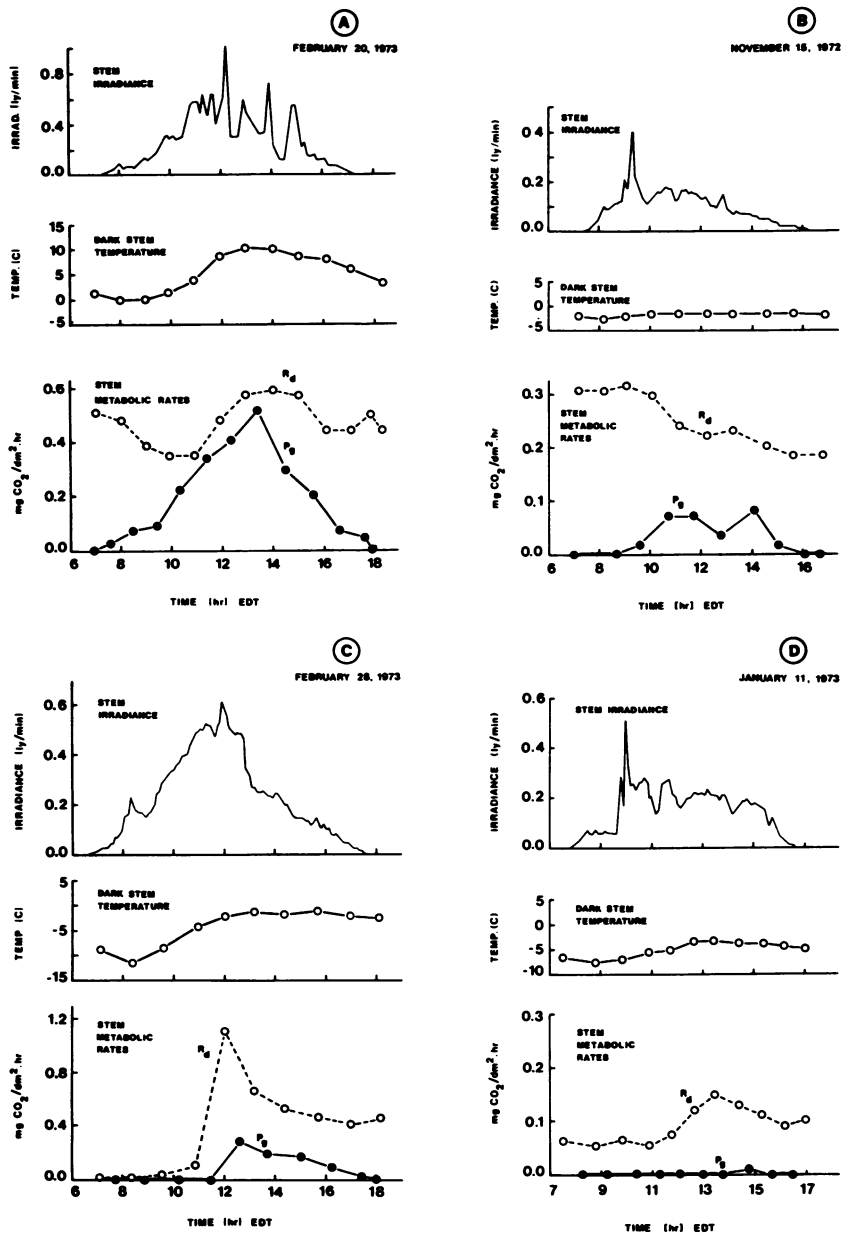 A
FEBRUARY 20, 1973
STEM
IRRADIANCE
IRRAD. (ly/min)
0.8
0.4
0.0
DARK STEM
TEMPERATURE
TEMP. (C)
15
10
5
0
-5
STEM
METABOLIC RATES
Rd
Pg
mg CO2/dm2.hr
0.6
0.4
0.2
0.0
6 8 10 12 14 16 18
TIME [hr] EDT
B
NOVEMBER 15, 1972
STEM
IRRADIANCE
IRRADIANCE (ly/min)
0.4
0.2
0.0
DARK STEM
TEMPERATURE
TEMP. (C)
5
0
-5
STEM
METABOLIC
RATES
Rd
Pg
mg CO2/dm2.hr
0.3
0.2
0.1
0.0
6 8 10 12 14 16
TIME [hr] EDT
C
FEBRUARY 28, 1973
STEM
IRRADIANCE
IRRADIANCE (ly/min)
0.6
0.4
0.2
0.0
DARK STEM
TEMPERATURE
TEMP (C)
5
-5
-15
STEM
METABOLIC
RATES
Rd
Pg
mg CO2/dm2.hr
1.2
0.8
0.4
0.0
6 8 10 12 14 16 18
TIME [hr] EDT
D
JANUARY 11, 1973
STEM IRRADIANCE
IRRADIANCE (ly/min)
0.6
0.4
0.2
0.0
DARK STEM
TEMPERATURE
TEMP. (C)
5
0
-5
-10
STEM
METABOLIC
RATES
Rd
Pg
mg CO2/dm2.hr
0.3
0.2
0.1
0.0
7 9 11 13 15 17
TIME [hr] EDT